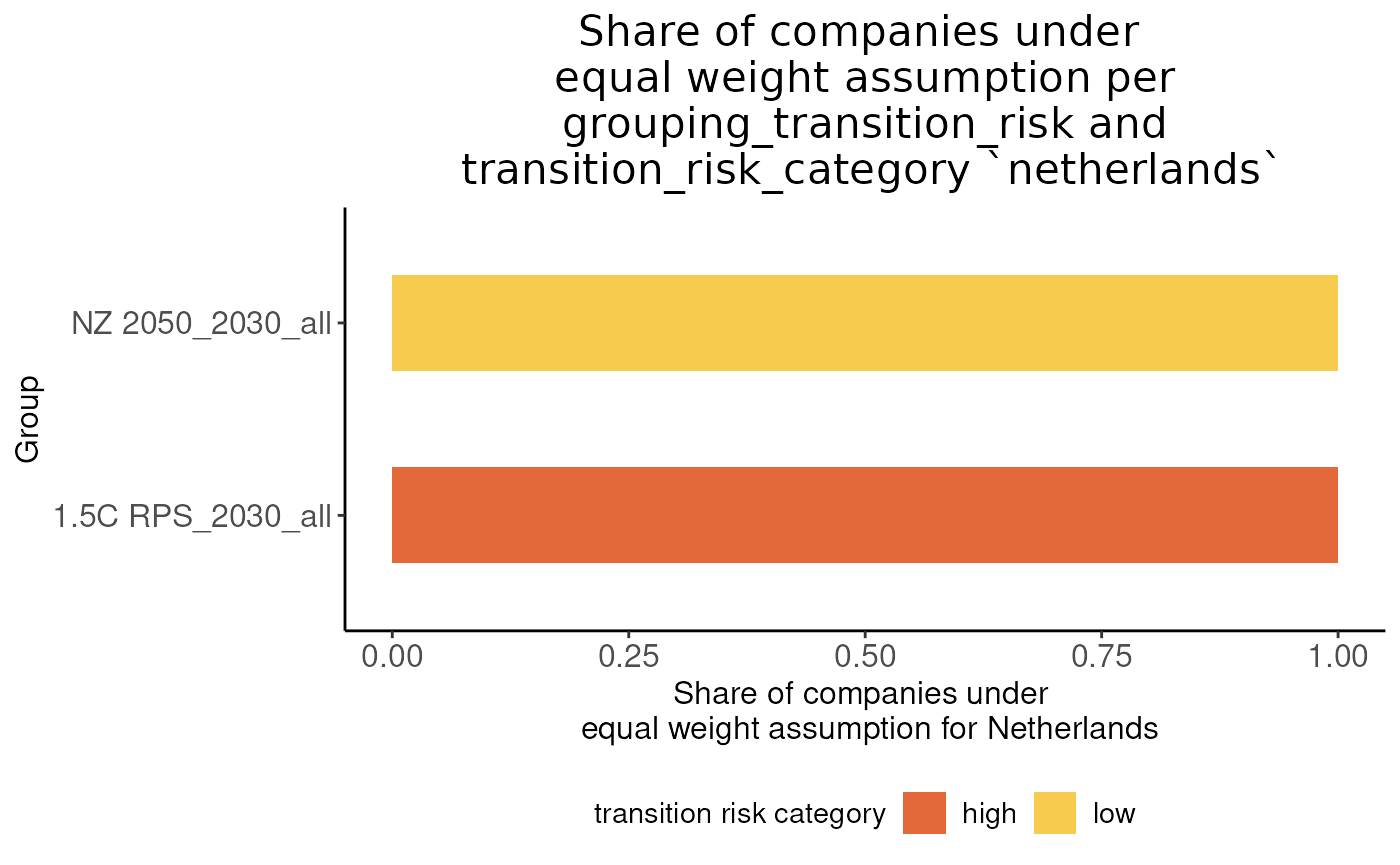 Share of companies under
equal weight assumption per
grouping_transition_risk and
transition_risk_category `netherlands`
NZ 2050_2030_all
1.5C RPS_2030_all
Group
0.00 0.25 0.50 0.75 1.00
Share of companies under
equal weight assumption for Netherlands
transition risk category high low